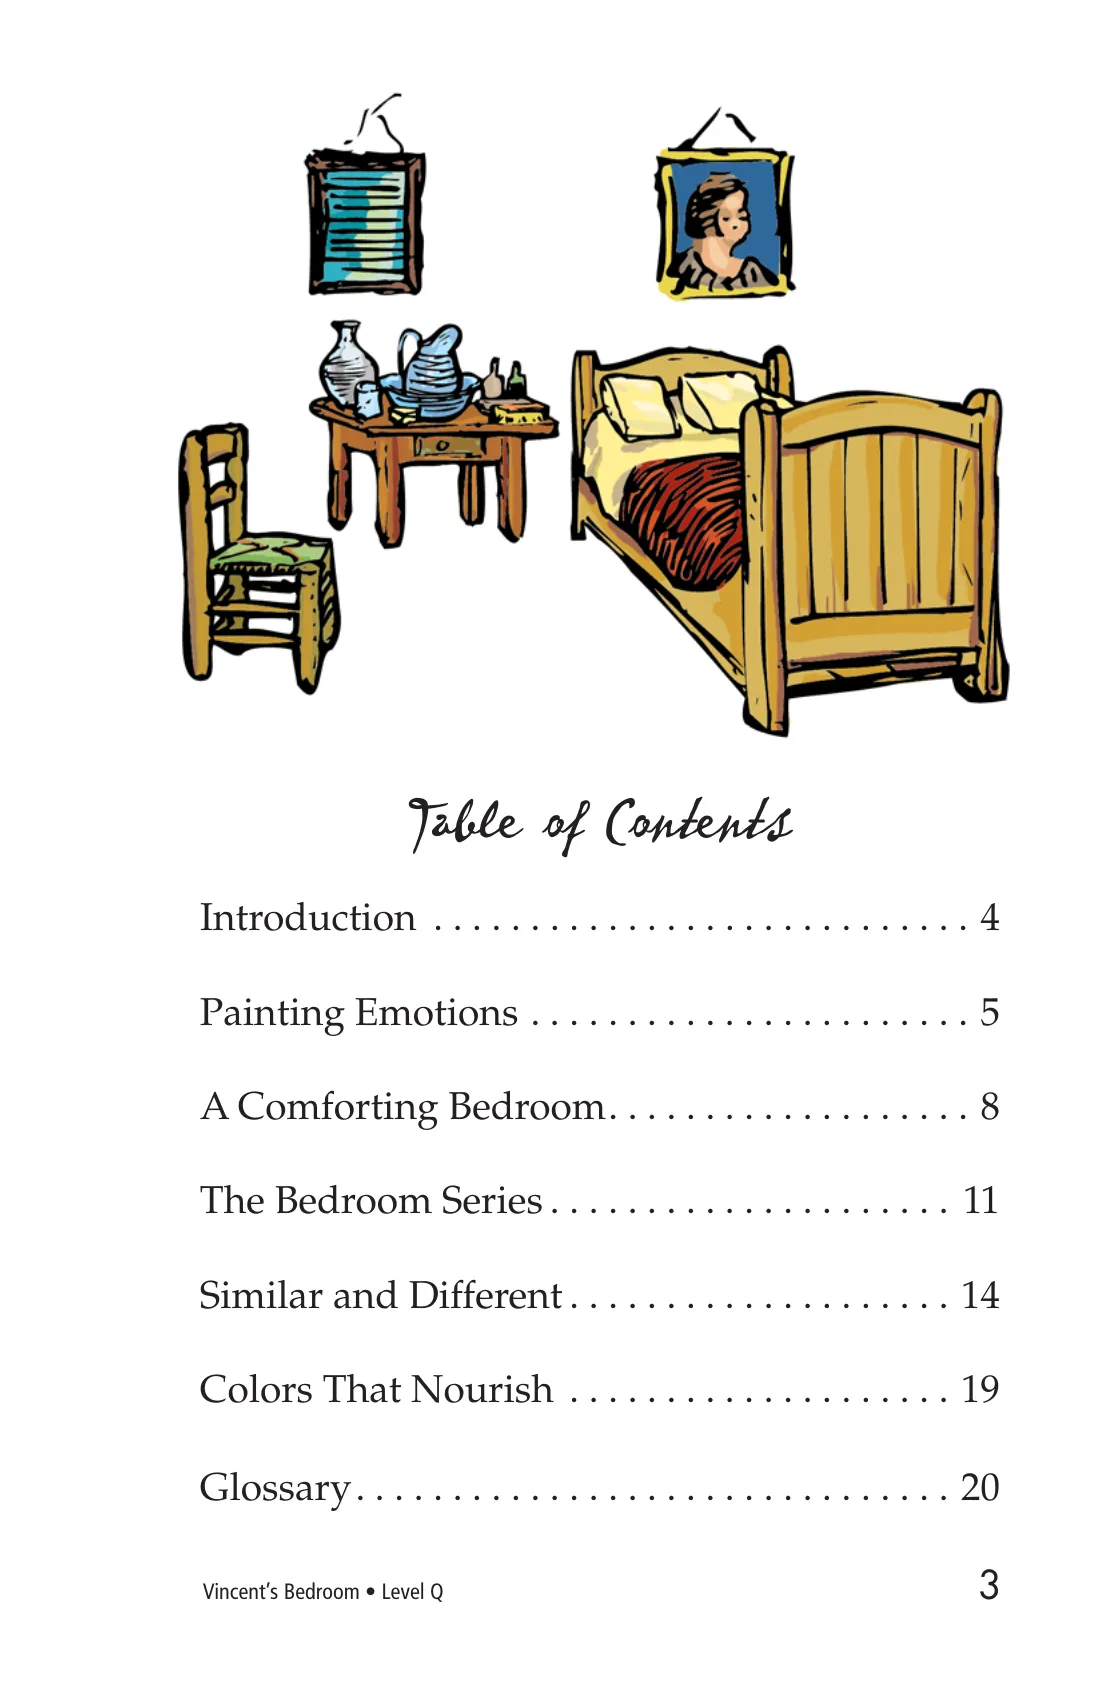 Table of Contents
Introduction . . . . . . . . . . . . . . . . . . . . . . . . . . . . 4
Painting Emotions . . . . . . . . . . . . . . . . . . . . . . . 5
A Comforting Bedroom. . . . . . . . . . . . . . . . . . . 8
The Bedroom Series . . . . . . . . . . . . . . . . . . . . . 11
Similar and Different . . . . . . . . . . . . . . . . . . . . 14
Colors That Nourish . . . . . . . . . . . . . . . . . . . . 19
Glossary. . . . . . . . . . . . . . . . . . . . . . . . . . . . . . . 20
Vincent’s Bedroom • Level Q 3